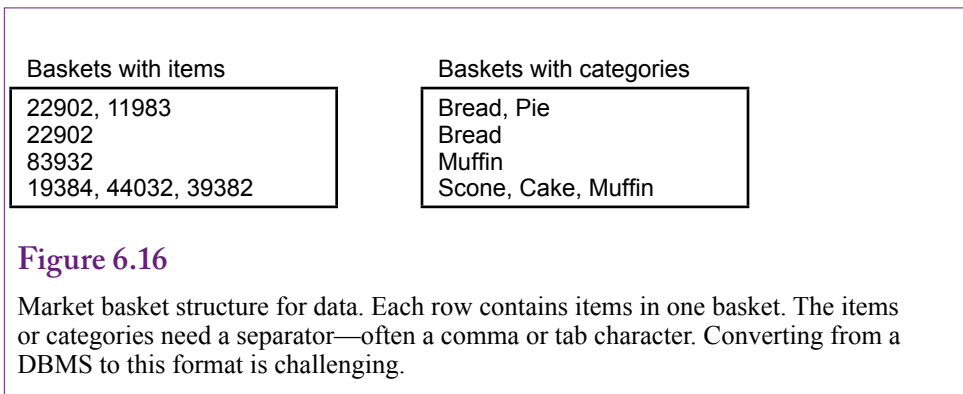 Baskets with items
22902, 11983
22902
83932
19384, 44032, 39382
Baskets with categories
Bread, Pie
Bread
Muffin
Scone, Cake, Muffin
Figure 6.16
Market basket structure for data. Each row contains items in one basket. The items
or categories need a separator—often a comma or tab character. Converting from a
DBMS to this format is challenging.